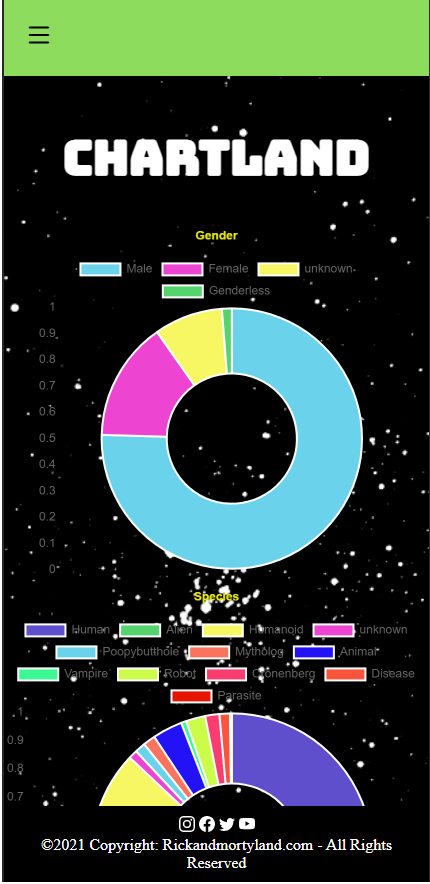 CHARTLAND
Gender
Male Female unknown
Genderless
1
0.9
0.8
0.7
0.6
0.5
0.4
0.3
0.2
0.1
0
Species
Human Alien Humanoid unknown
Poopybutthole Mytholog Animal
Vampire Robot Cronenberg Disease
Parasite
1
0.9
0.8
0.7
©2021 Copyright: Rickandmortyland.com - All Rights
Reserved